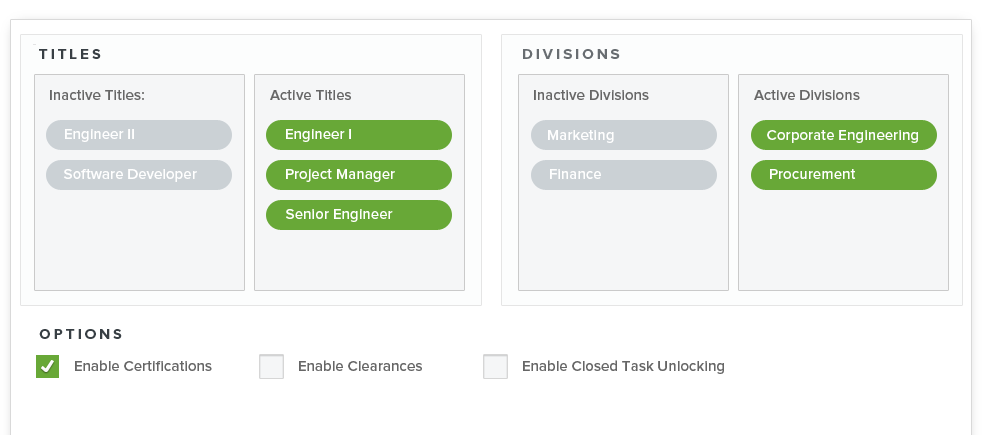 TITLES
Inactive Titles:
Engineer II
Software Developer
Active Titles
Engineer I
Project Manager
Senior Engineer
DIVISIONS
Inactive Divisions
Marketing
Finance
Active Divisions
Corporate Engineering
Procurement
OPTIONS
Enable Certifications
Enable Clearances
Enable Closed Task Unlocking